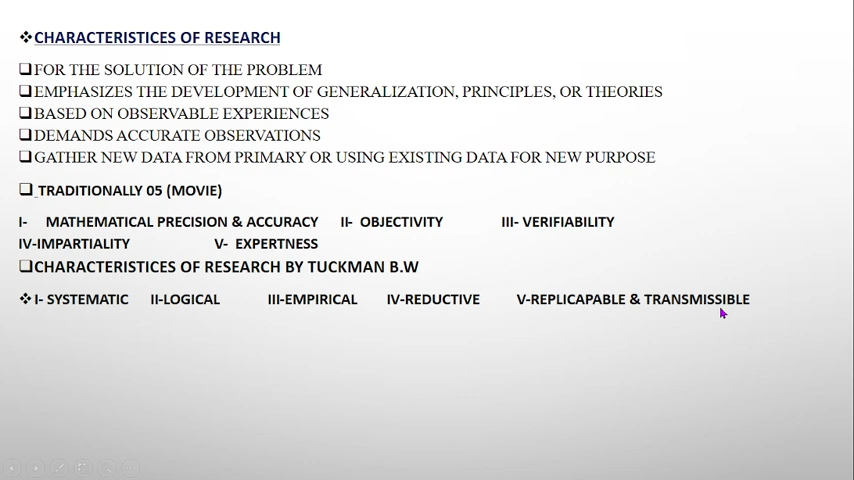 ❖CHARACTERISTICES OF RESEARCH
❑FOR THE SOLUTION OF THE PROBLEM
❑EMPHASIZES THE DEVELOPMENT OF GENERALIZATION, PRINCIPLES, OR THEORIES
❑BASED ON OBSERVABLE EXPERIENCES
❑DEMANDS ACCURATE OBSERVATIONS
❑GATHER NEW DATA FROM PRIMARY OR USING EXISTING DATA FOR NEW PURPOSE
❑ TRADITIONALLY 05 (MOVIE)
I- MATHEMATICAL PRECISION & ACCURACY II- OBJECTIVITY III- VERIFIABILITY
IV-IMPARTIALITY V- EXPERTNESS
❑CHARACTERISTICES OF RESEARCH BY TUCKMAN B.W
❖I- SYSTEMATIC II-LOGICAL III-EMPIRICAL IV-REDUCTIVE V-REPLICAPABLE & TRANSMISSIBLE